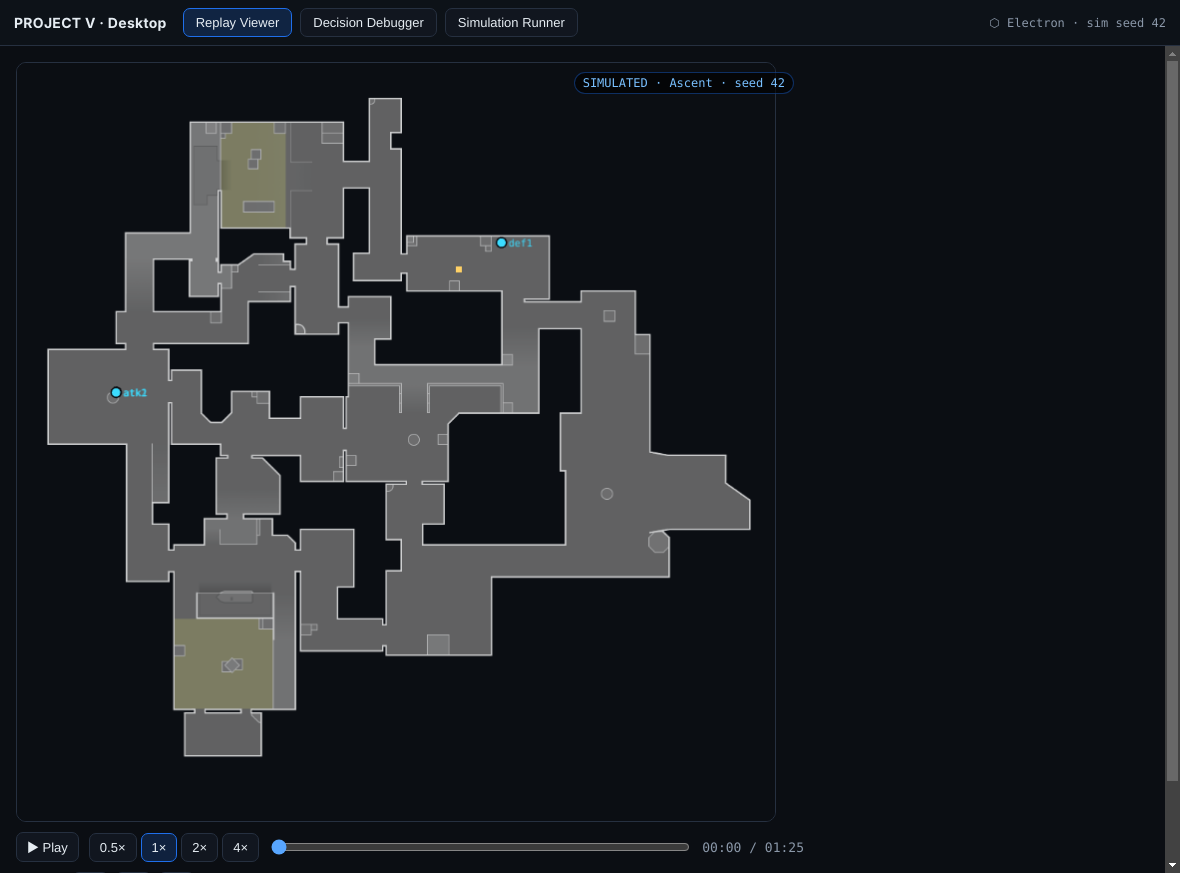 PROJECT V · Desktop
Replay Viewer
Decision Debugger
Simulation Runner
⬡ Electron · sim seed 42
SIMULATED · Ascent · seed 42
def1
atk2
▶ Play
0.5×
1×
2×
4×
00:00 / 01:25